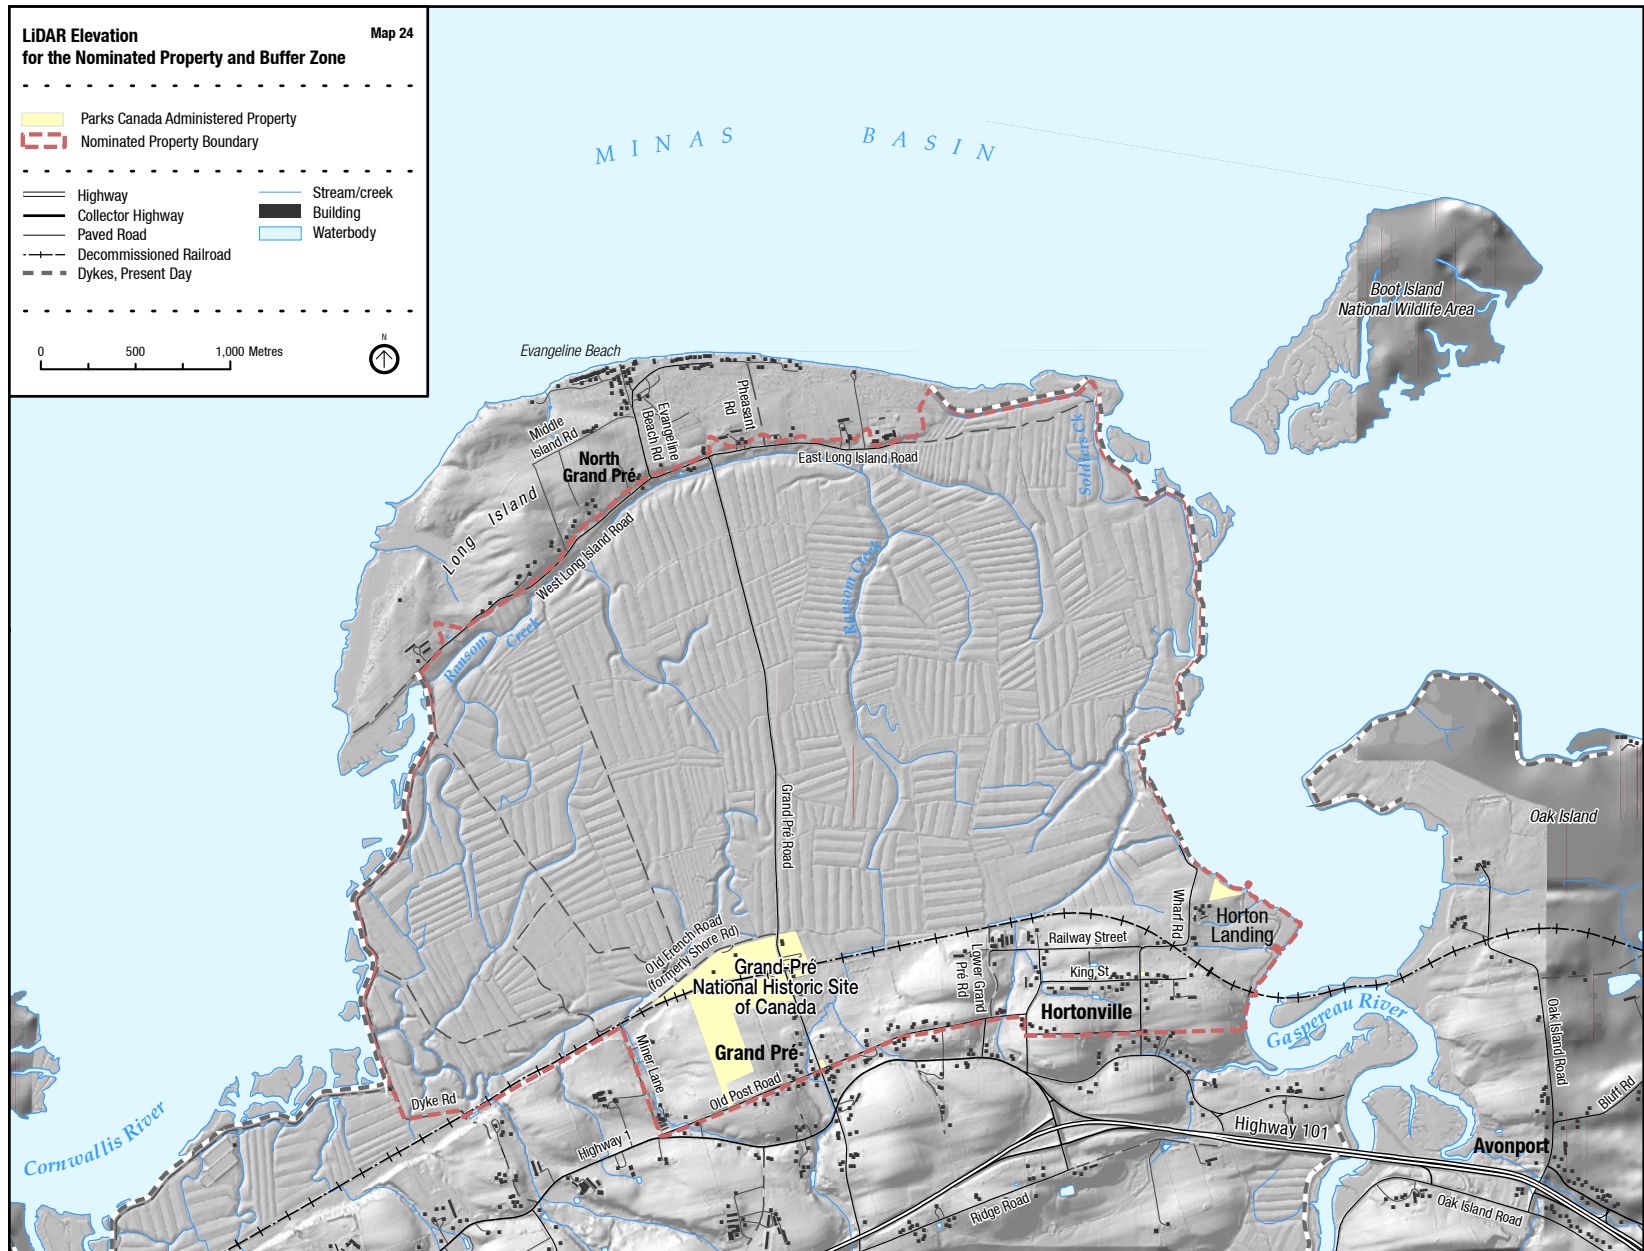 LiDAR Elevation
Map 24
for the Nominated Property and Buffer Zone
Parks Canada Administered Property
Nominated Property Boundary
Highway
Collector Highway
Paved Road
Decommissioned Railroad
Dykes, Present Day
Stream/creek
Building
Waterbody
0 500 1,000 Metres
N
MINAS BASIN
Boot Island
National Wildlife Area
Evangeline Beach
Middle
Island Rd
Evangeline
Beach Rd
Pheasant
Rd
North
Grand Pré
East Long Island Road
Soldiers Ck
Long Island
West Long Island Road
Ransom Creek
Ransom Creek
Grand Pré Road
Oak Island
Wharf Rd
Horton
Landing
Old French Road
(formerly Shore Rd)
Railway Street
Lower Grand
Pré Rd
King St
Grand-Pré
National Historic Site
of Canada
Hortonville
Gaspereau River
Oak Island Road
Miner Lane
Grand Pré
Old Post Road
Dyke Rd
Bluff Rd
Cornwallis River
Highway 1
Highway 101
Avonport
Ridge Road
Oak Island Road